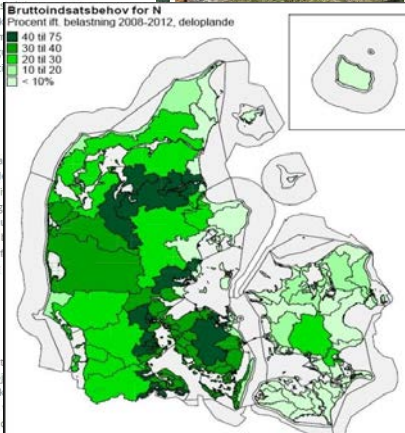 Bruttoindsatsbehov for N
Procent ift. belastning 2008-2012, deloplande
40 til 75
30 til 40
20 til 30
10 til 20
< 10%